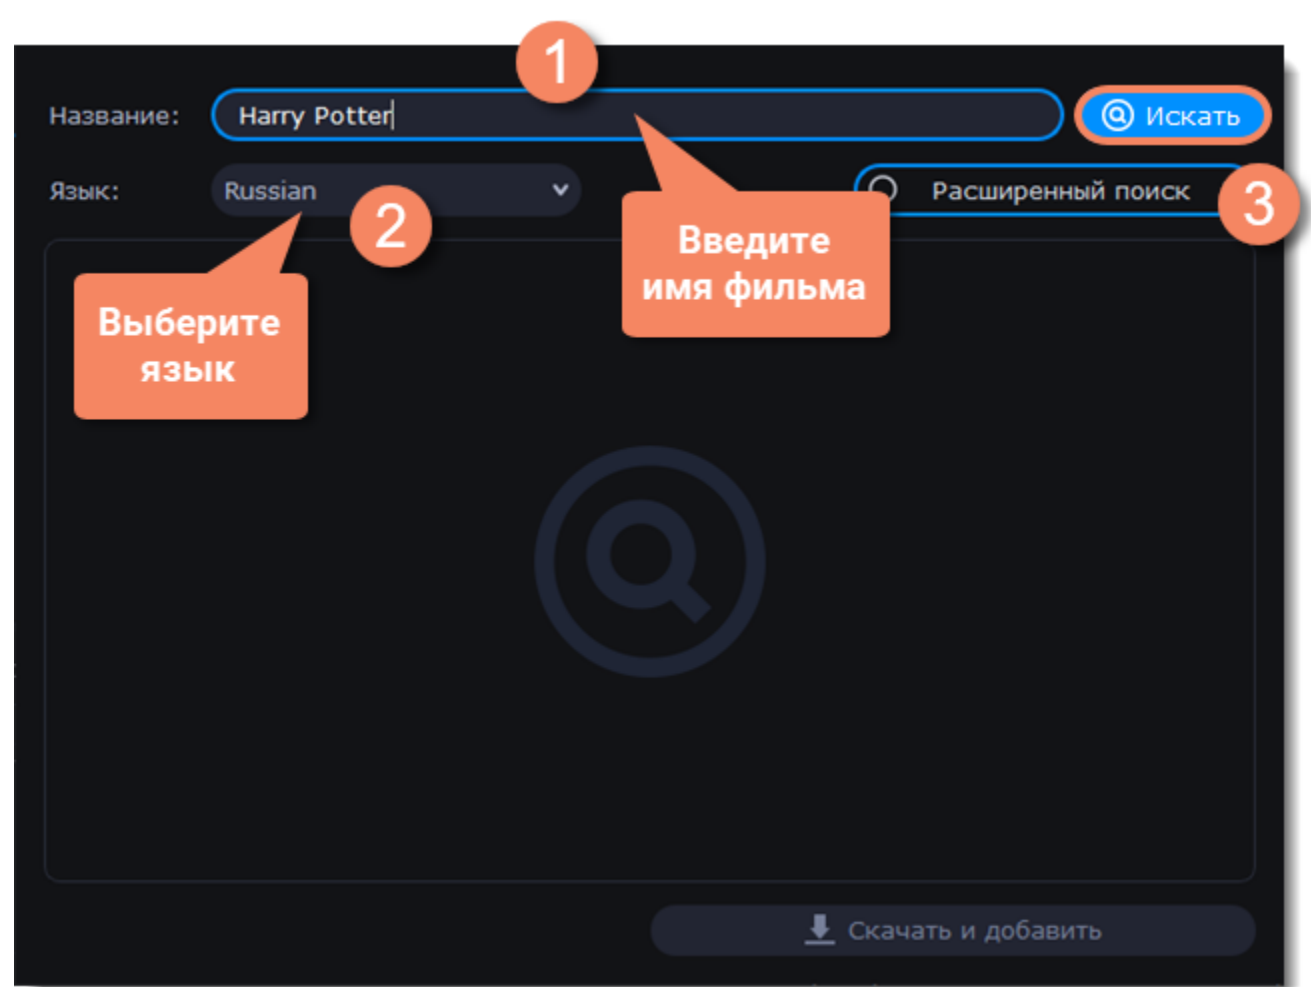 1
Название:
Harry Potter
Искать
Язык:
Russian
2
Расширенный поиск
3
Введите
имя фильма
Выберите
язык
Скачать и добавить